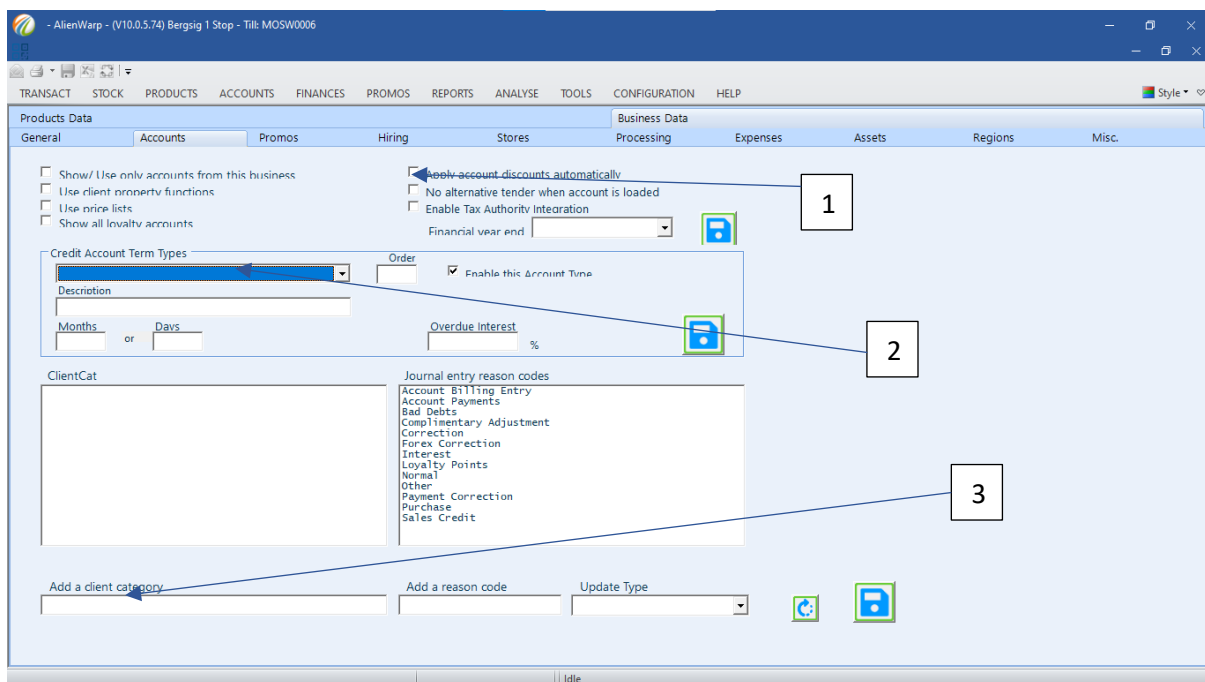 - AlienWarp - (V10.0.5.74) Bergsig 1 Stop - Till: MOSW0006
TRANSACT STOCK PRODUCTS ACCOUNTS FINANCES PROMOS REPORTS ANALYSE TOOLS CONFIGURATION HELP Style
Products Data Business Data
General Accounts Promos Hiring Stores Processing Expenses Assets Regions Misc.
Show/ Use only accounts from this business
Use client property functions
Use price lists
Show all loyalty accounts
Apply account discounts automatically
No alternative tender when account is loaded
Enable Tax Authority Integration
Financial year end
1
Credit Account Term Types
Order
Enable this Account Type
Description
Months or Days
Overdue Interest
%
2
ClientCat
Journal entry reason codes
Account Billing Entry
Account Payments
Bad Debts
Complimentary Adjustment
Correction
Forex Correction
Interest
Loyalty Points
Normal
Other
Payment Correction
Purchase
Sales Credit
3
Add a client category
Add a reason code
Update Type
Idle